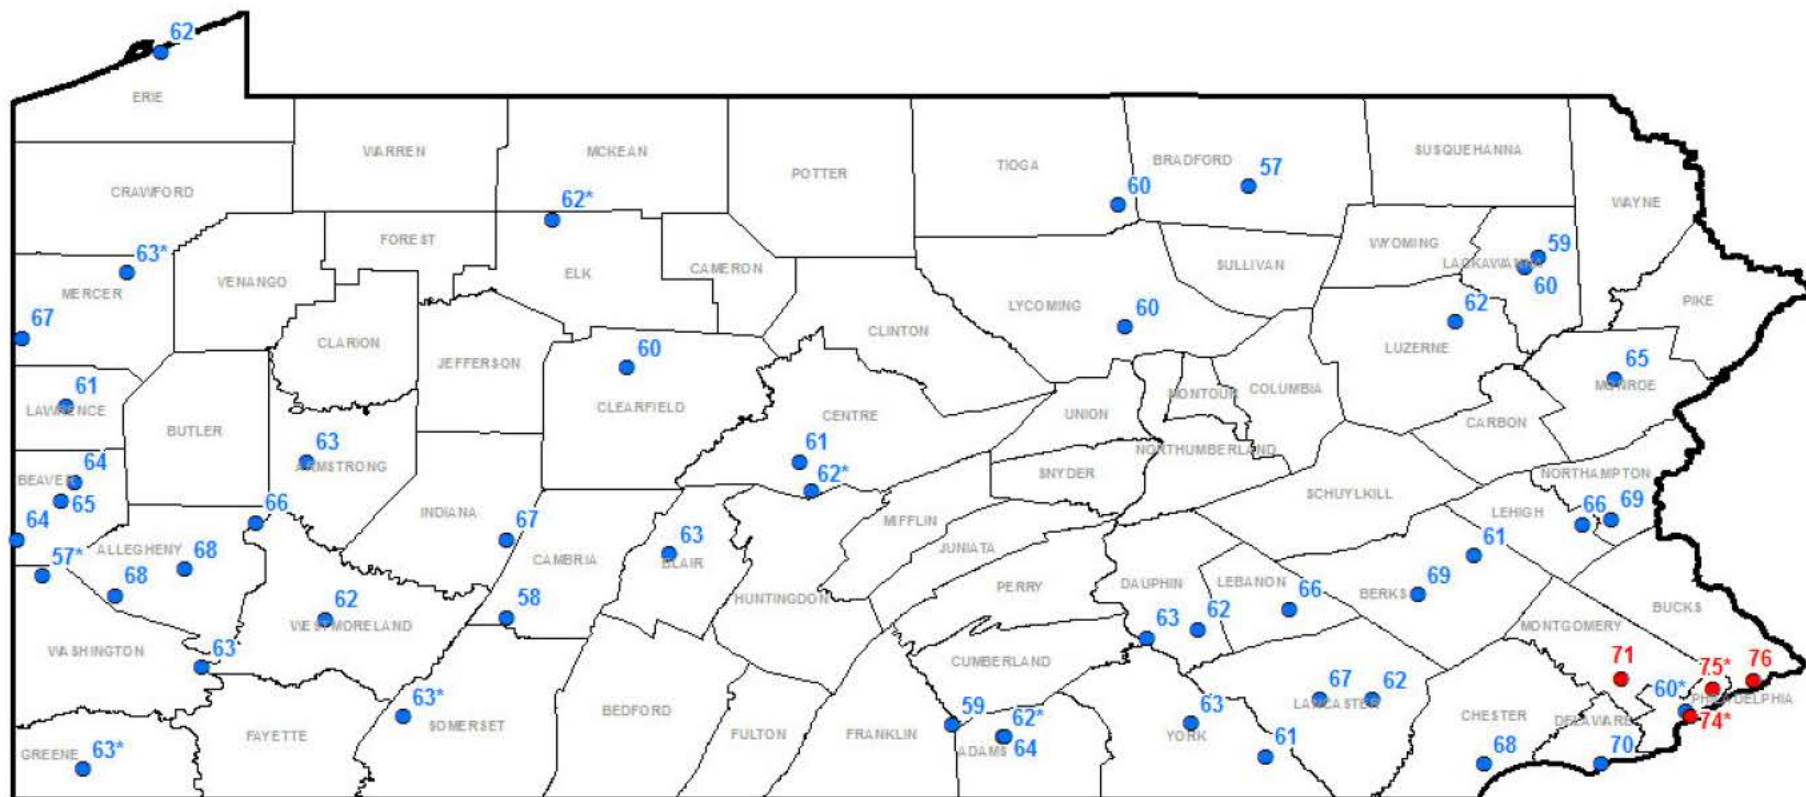 62
ERIE
WARREN
MCKEAN
POTTER
TIOGA
BRADFORD
57
SUSQUEHANNA
CRAWFORD
62*
60
WAYNE
FOREST
63*
MERCER
VENANGO
ELK
CAMERON
SULLIVAN
WYOMING
59
LACKAWANNA
60
67
CLARION
JEFFERSON
60
CLEARFIELD
CLINTON
LYCOMING
60
62
LUZERNE
PIKE
65
MONROE
61
LAWRENCE
BUTLER
CENTRE
UNION
MONTOUR
COLUMBIA
CARBON
63
ARMSTRONG
61
62*
SNYDER
NORTHUMBERLAND
64
BEAVER
65
64
66
INDIANA
67
MIFFLIN
SCHUYLKILL
NORTHAMPTON
LEHIGH
66
69
57*
ALLEGHENY
68
68
CAMBRIA
63
BLAIR
JUNIATA
61
62
WESTMORELAND
58
HUNTINGDON
PERRY
DAUPHIN
LEBANON
66
BERKS
69
BUCKS
WASHINGTON
63
63
62
MONTGOMERY
CUMBERLAND
63*
SOMERSET
BEDFORD
FULTON
FRANKLIN
59
62*
ADAMS
64
63
YORK
67
62
LANCASTER
61
CHESTER
68
DELAWARE
70
71
75*
76
60*
PHILADELPHIA
74*
GREENE
63*
FAYETTE